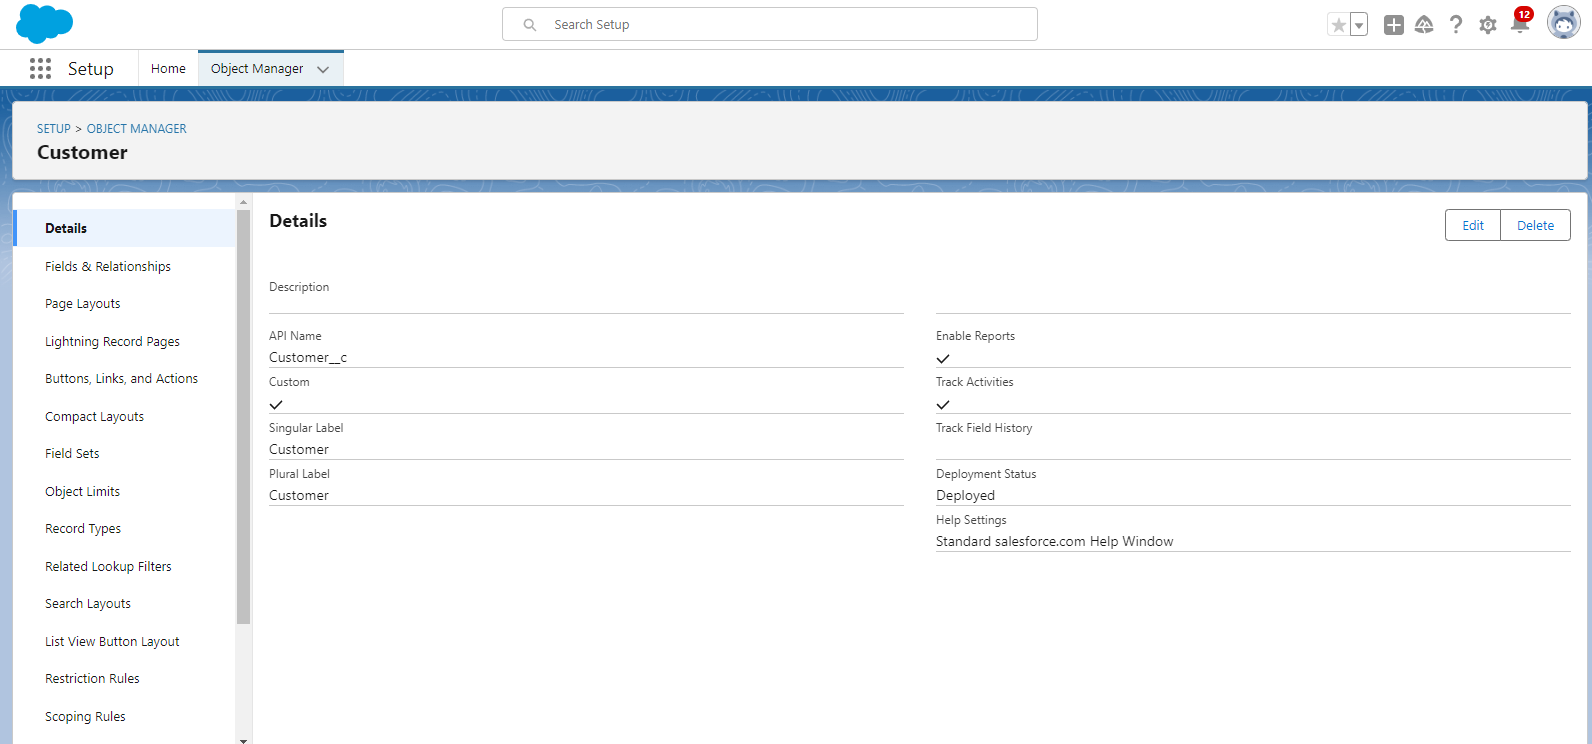 Search Setup
12
Setup
Home
Object Manager
SETUP > OBJECT MANAGER
Customer
Details
Fields & Relationships
Page Layouts
Lightning Record Pages
Buttons, Links, and Actions
Compact Layouts
Field Sets
Object Limits
Record Types
Related Lookup Filters
Search Layouts
List View Button Layout
Restriction Rules
Scoping Rules
Details
Edit
Delete
Description
API Name
Customer__c
Custom
Singular Label
Customer
Plural Label
Customer
Enable Reports
Track Activities
Track Field History
Deployment Status
Deployed
Help Settings
Standard salesforce.com Help Window